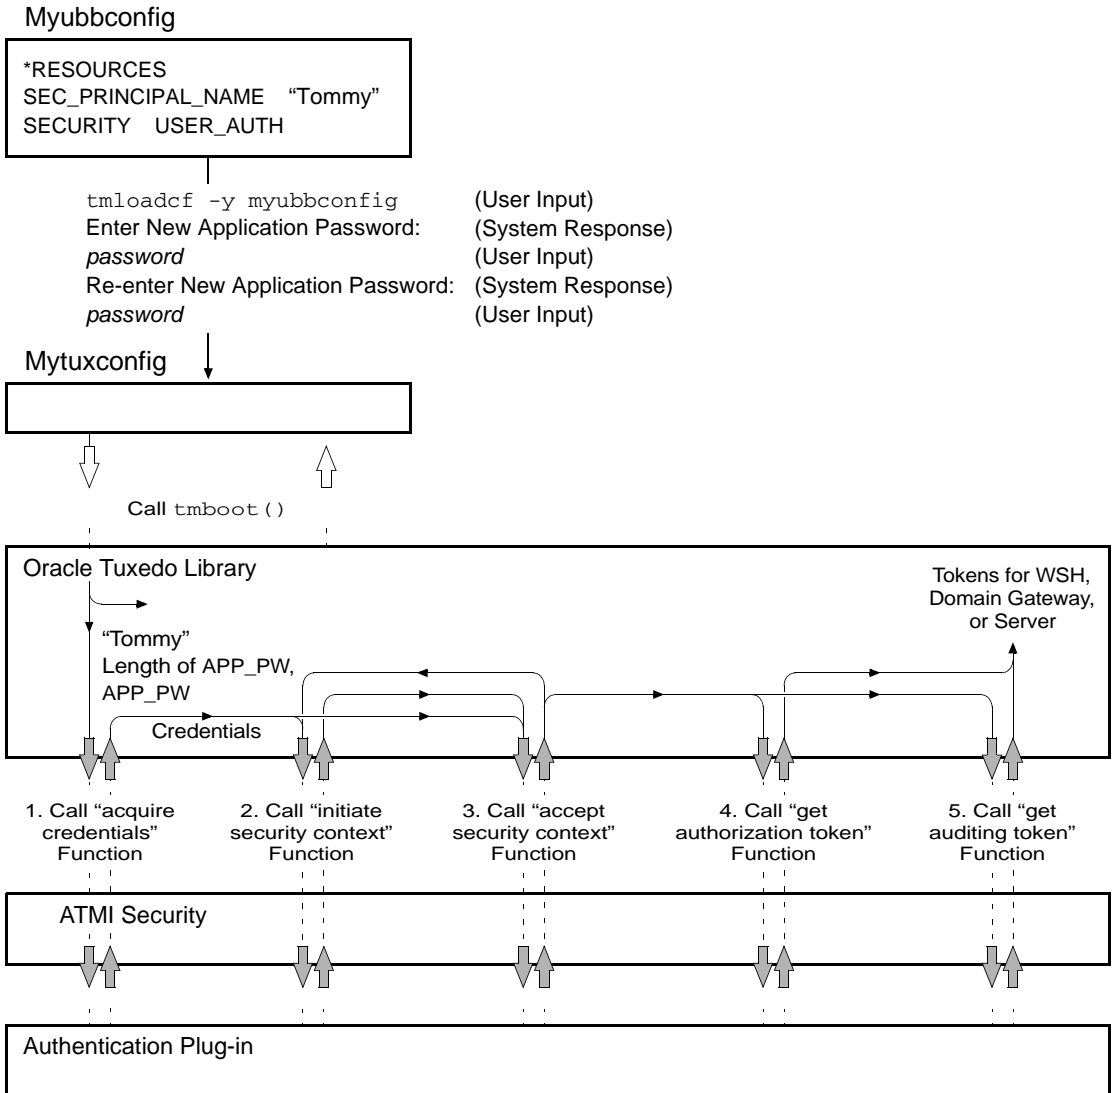 Myubbconfig
*RESOURCES
SEC_PRINCIPAL_NAME “Tommy”
SECURITY USER_AUTH
tmloadcf -y myubbconfig (User Input)
Enter New Application Password: (System Response)
password (User Input)
Re-enter New Application Password: (System Response)
password (User Input)
Mytuxconfig
Call tmboot()
Oracle Tuxedo Library
Tokens for WSH,
Domain Gateway,
or Server
“Tommy”
Length of APP_PW,
APP_PW
Credentials
1. Call “acquire
credentials”
Function
2. Call “initiate
security context”
Function
3. Call “accept
security context”
Function
4. Call “get
authorization token”
Function
5. Call “get
auditing token”
Function
ATMI Security
Authentication Plug-in